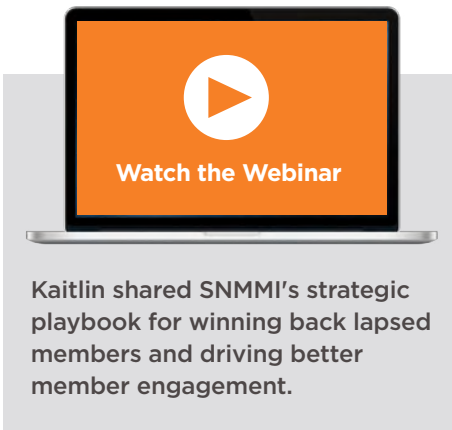 Watch the Webinar
Kaitlin shared SNMMI's strategic
playbook for winning back lapsed
members and driving better
member engagement.